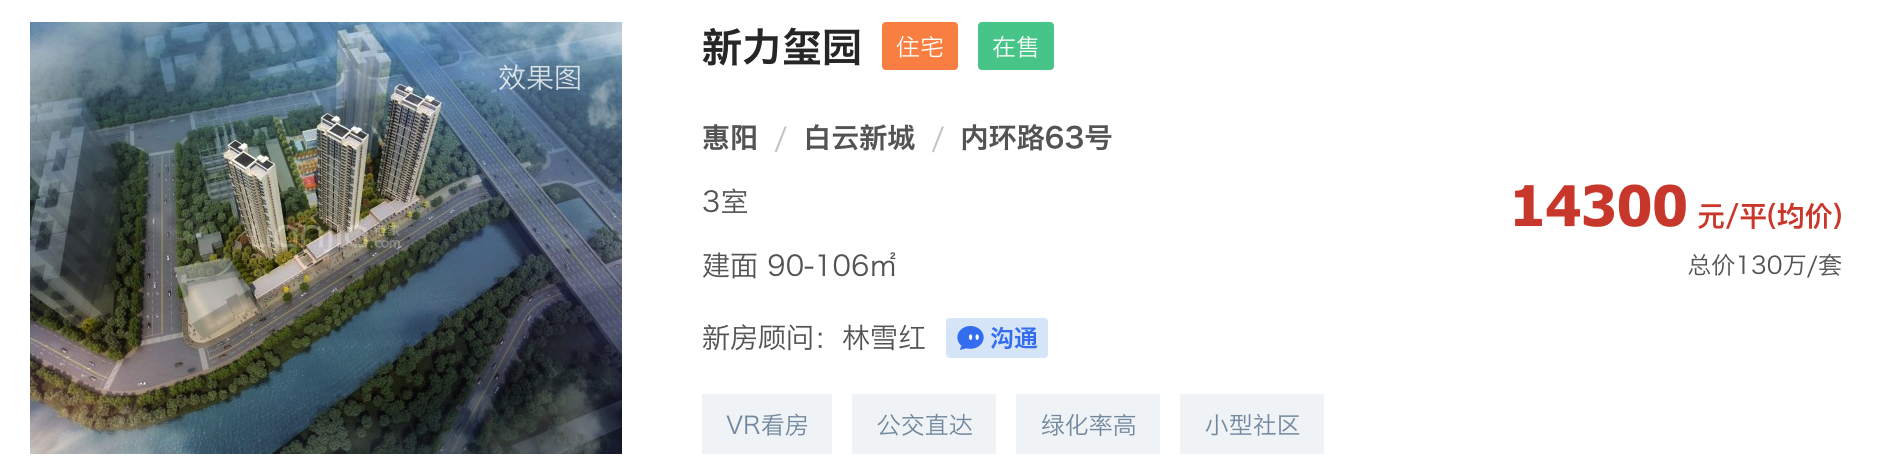 效果图
新力玺园 住宅 在售
惠阳 / 白云新城 / 内环路63号
3室
建面 90-106㎡
14300 元/平(均价)
总价130万/套
新房顾问：林雪红 沟通
VR看房 公交直达 绿化率高 小型社区